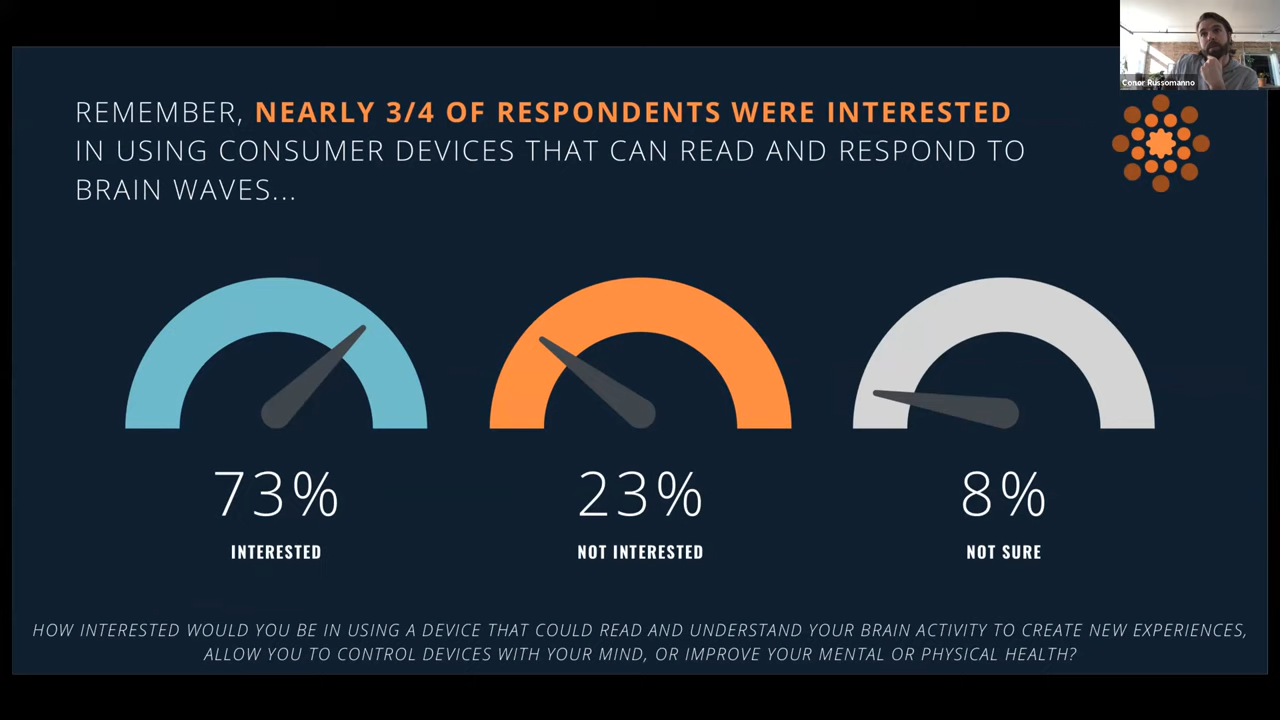 Conor Russomanno
REMEMBER, NEARLY 3/4 OF RESPONDENTS WERE INTERESTED
IN USING CONSUMER DEVICES THAT CAN READ AND RESPOND TO
BRAIN WAVES...
73%
INTERESTED
23%
NOT INTERESTED
8%
NOT SURE
HOW INTERESTED WOULD YOU BE IN USING A DEVICE THAT COULD READ AND UNDERSTAND YOUR BRAIN ACTIVITY TO CREATE NEW EXPERIENCES,
ALLOW YOU TO CONTROL DEVICES WITH YOUR MIND, OR IMPROVE YOUR MENTAL OR PHYSICAL HEALTH?